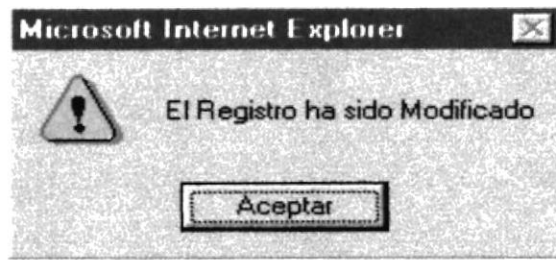 Microsoft Internet Explorer
El Registro ha sido Modificado
Aceptar